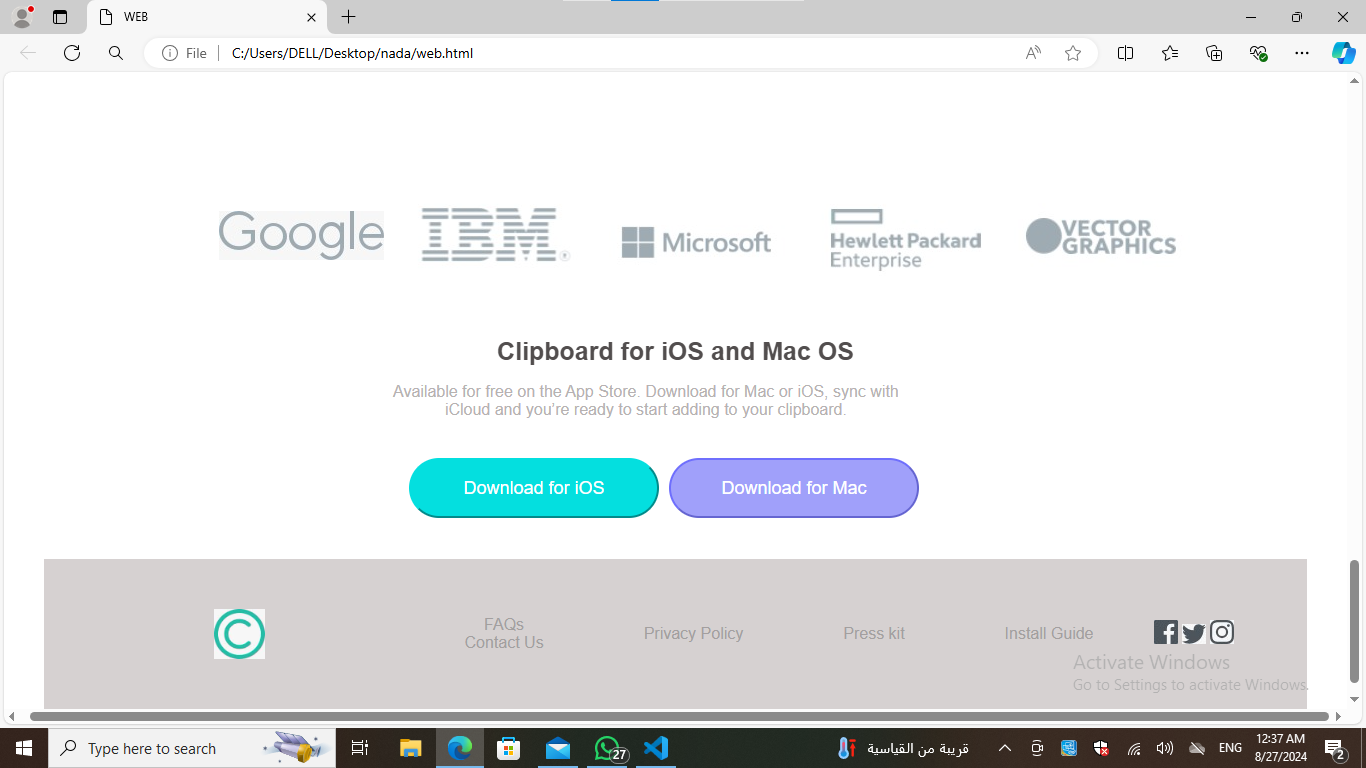 WEB
File
C:/Users/DELL/Desktop/nada/web.html
Google
IBM
Microsoft
Hewlett Packard
Enterprise
VECTOR
GRAPHICS
Clipboard for iOS and Mac OS
Available for free on the App Store. Download for Mac or iOS, sync with
iCloud and you're ready to start adding to your clipboard.
Download for iOS
Download for Mac
FAQs
Contact Us
Privacy Policy
Press kit
Install Guide
Activate Windows
Go to Settings to activate Windows.
Type here to search
27
قريبة من القياسية
ENG
12:37 AM
8/27/2024
2